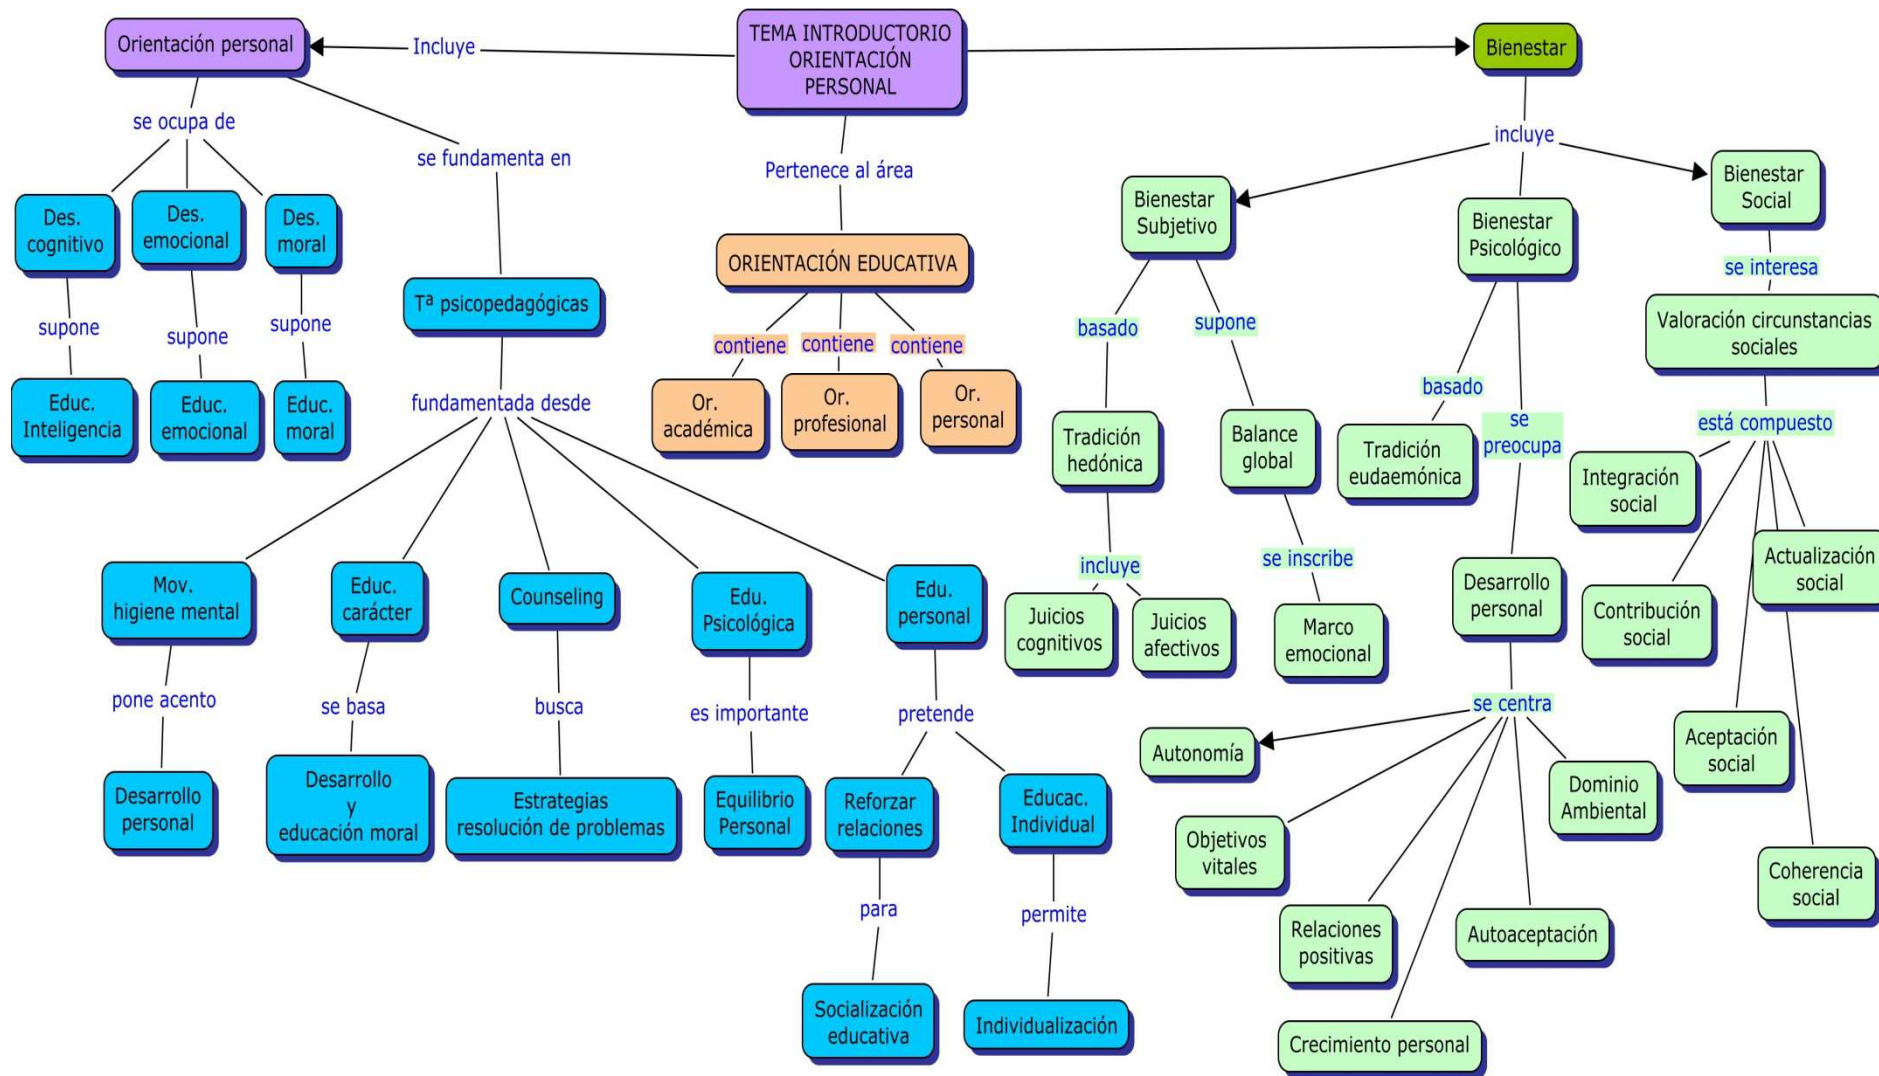 TEMA INTRODUCTORIO
ORIENTACIÓN
PERSONAL
Incluye
Orientación personal
se ocupa de
Des.
cognitivo
Des.
emocional
Des.
moral
supone
supone
supone
Educ.
Inteligencia
Educ.
emocional
Educ.
moral
se fundamenta en
Tª psicopedagógicas
fundamentada desde
Mov.
higiene mental
Educ.
carácter
Counseling
Edu.
Psicológica
Edu.
personal
pone acento
se basa
busca
es importante
pretende
Desarrollo
personal
Desarrollo
y
educación moral
Estrategias
resolución de problemas
Equilibrio
Personal
Reforzar
relaciones
Educac.
Individual
para
permite
Socialización
educativa
Individualización
Pertenece al área
ORIENTACIÓN EDUCATIVA
contiene
contiene
contiene
Or.
académica
Or.
profesional
Or.
personal
Bienestar
incluye
Bienestar
Subjetivo
Bienestar
Psicológico
Bienestar
Social
basado
supone
Tradición
hedónica
Balance
global
incluye
se inscribe
Juicios
cognitivos
Juicios
afectivos
Marco
emocional
basado
se
preocupa
Tradición
eudaemónica
Desarrollo
personal
se centra
Autonomía
Objetivos
vitales
Relaciones
positivas
Crecimiento personal
Autoaceptación
Dominio
Ambiental
se interesa
Valoración circunstancias
sociales
está compuesto
Integración
social
Contribución
social
Aceptación
social
Actualización
social
Coherencia
social